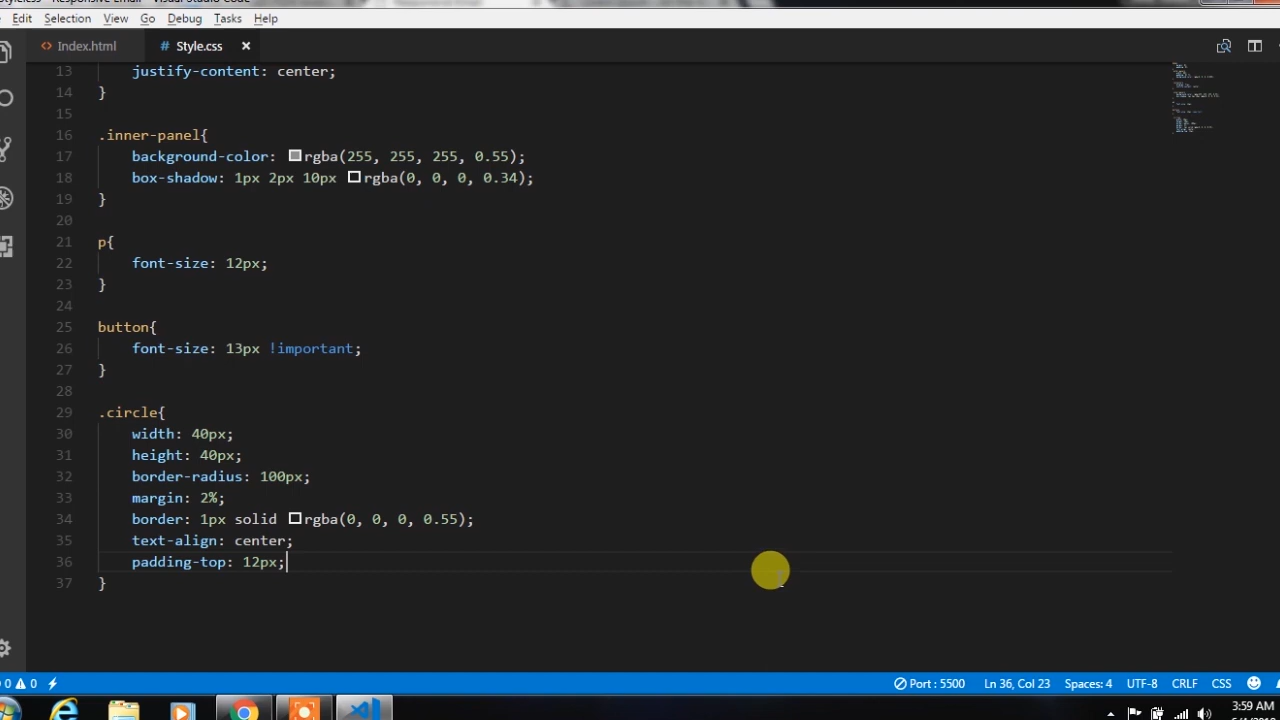 Edit Selection View Go Debug Tasks Help
Index.html Style.css
13 justify-content: center;
14 }
15
16 .inner-panel{
17 background-color: rgba(255, 255, 255, 0.55);
18 box-shadow: 1px 2px 10px rgba(0, 0, 0, 0.34);
19 }
20
21 p{
22 font-size: 12px;
23 }
24
25 button{
26 font-size: 13px !important;
27 }
28
29 .circle{
30 width: 40px;
31 height: 40px;
32 border-radius: 100px;
33 margin: 2%;
34 border: 1px solid rgba(0, 0, 0, 0.55);
35 text-align: center;
36 padding-top: 12px;
37 }
0 0 Port : 5500 Ln 36, Col 23 Spaces: 4 UTF-8 CRLF CSS
3:59 AM